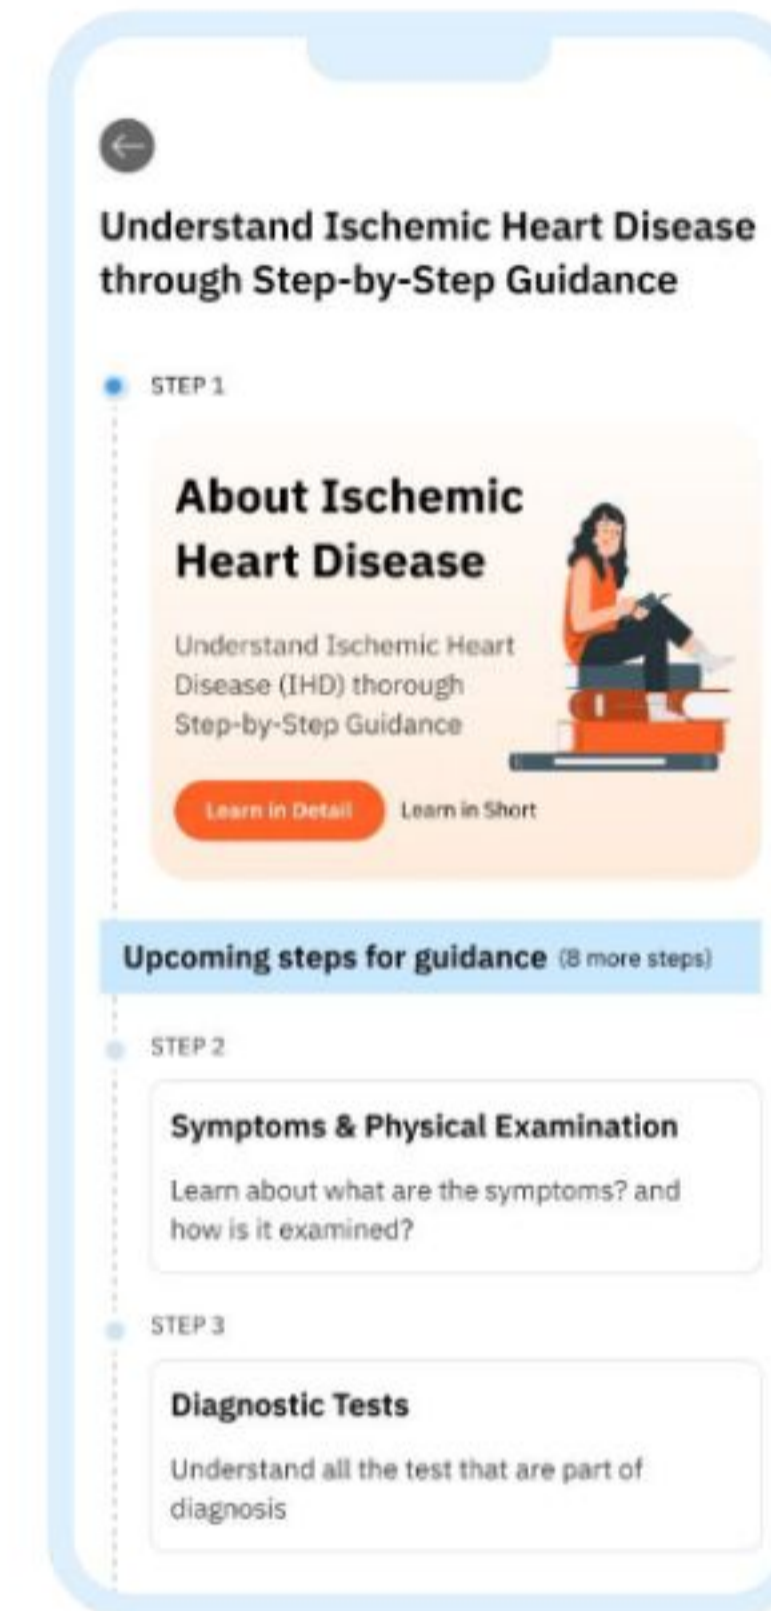 Understand Ischemic Heart Disease
through Step-by-Step Guidance
STEP 1
About Ischemic
Heart Disease
Understand Ischemic Heart
Disease (IHD) thorough
Step-by-Step Guidance
Learn in Detail Learn in Short
Upcoming steps for guidance (8 more steps)
STEP 2
Symptoms & Physical Examination
Learn about what are the symptoms? and
how is it examined?
STEP 3
Diagnostic Tests
Understand all the test that are part of
diagnosis